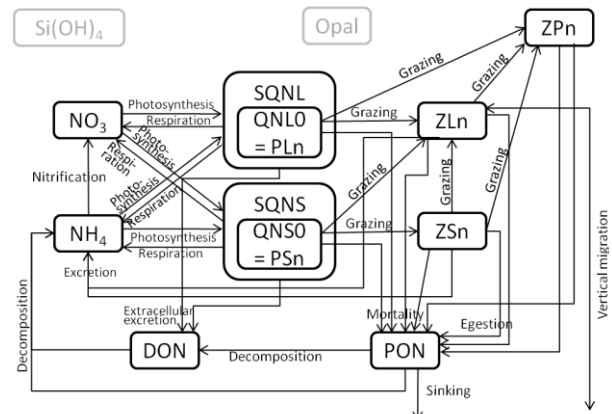 Si(OH)4
Opal
ZPn
Grazing
Grazing
SQNL
QNL0
= PLn
NO3
Photosynthesis
Respiration
Grazing
ZLn
Photo-
synthesis
Respi-
ration
Grazing
Nitrification
Photo-
synthesis
Respiration
Grazing
Grazing
SQNS
QNS0
= PSn
NH4
Photosynthesis
Respiration
Grazing
ZSn
Excretion
Vertical migration
Decomposition
Extracellular
excretion
Mortality
Egestion
DON
Decomposition
PON
Sinking